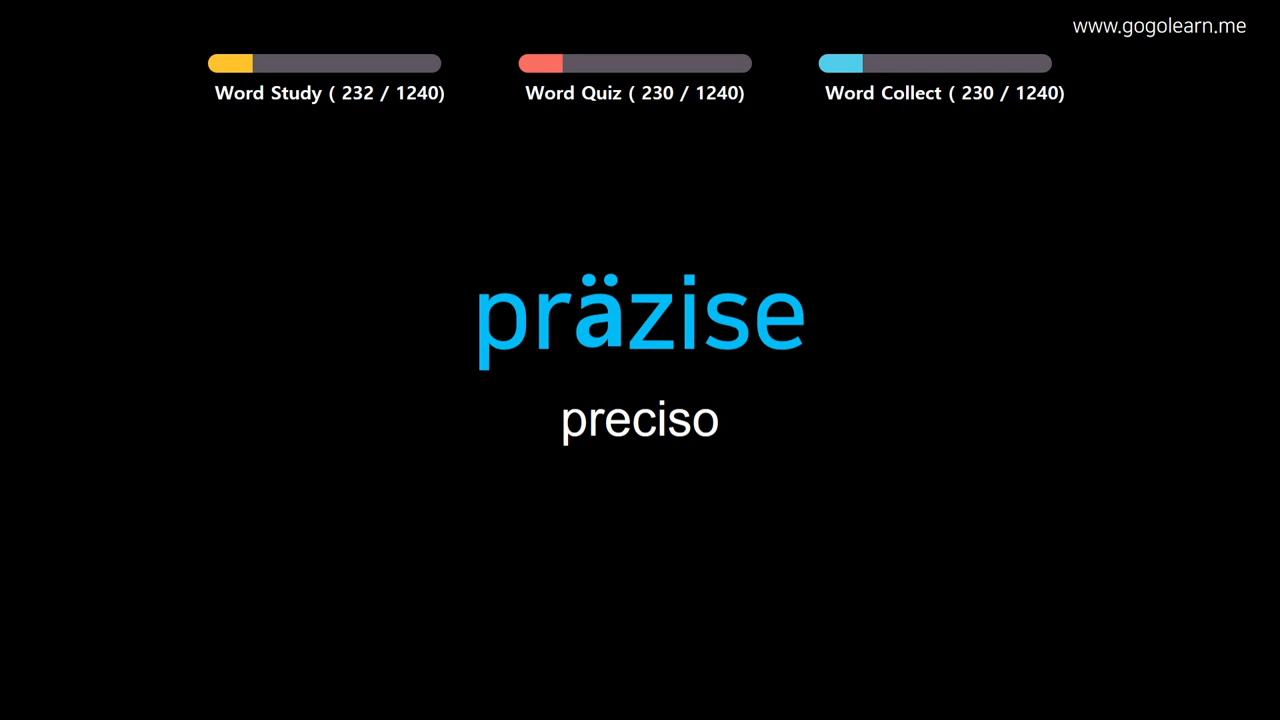 www.gogolearn.me
Word Study ( 232 / 1240)
Word Quiz ( 230 / 1240)
Word Collect ( 230 / 1240)
präzise
preciso